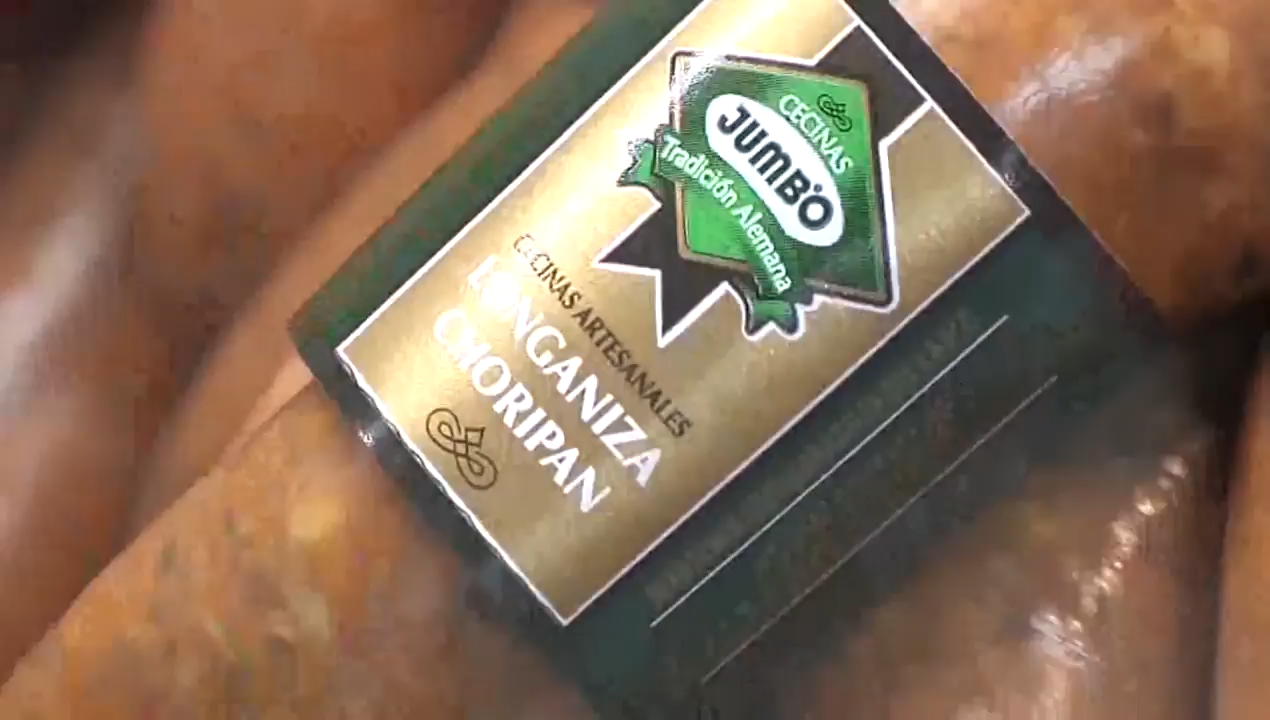 CECINAS
JUMBO
Tradición Alemana
CECINAS ARTESANALES
LONGANIZA
CHORIPAN